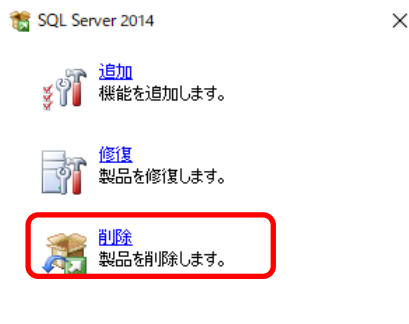 SQL Server 2014
追加
機能を追加します。
修復
製品を修復します。
削除
製品を削除します。